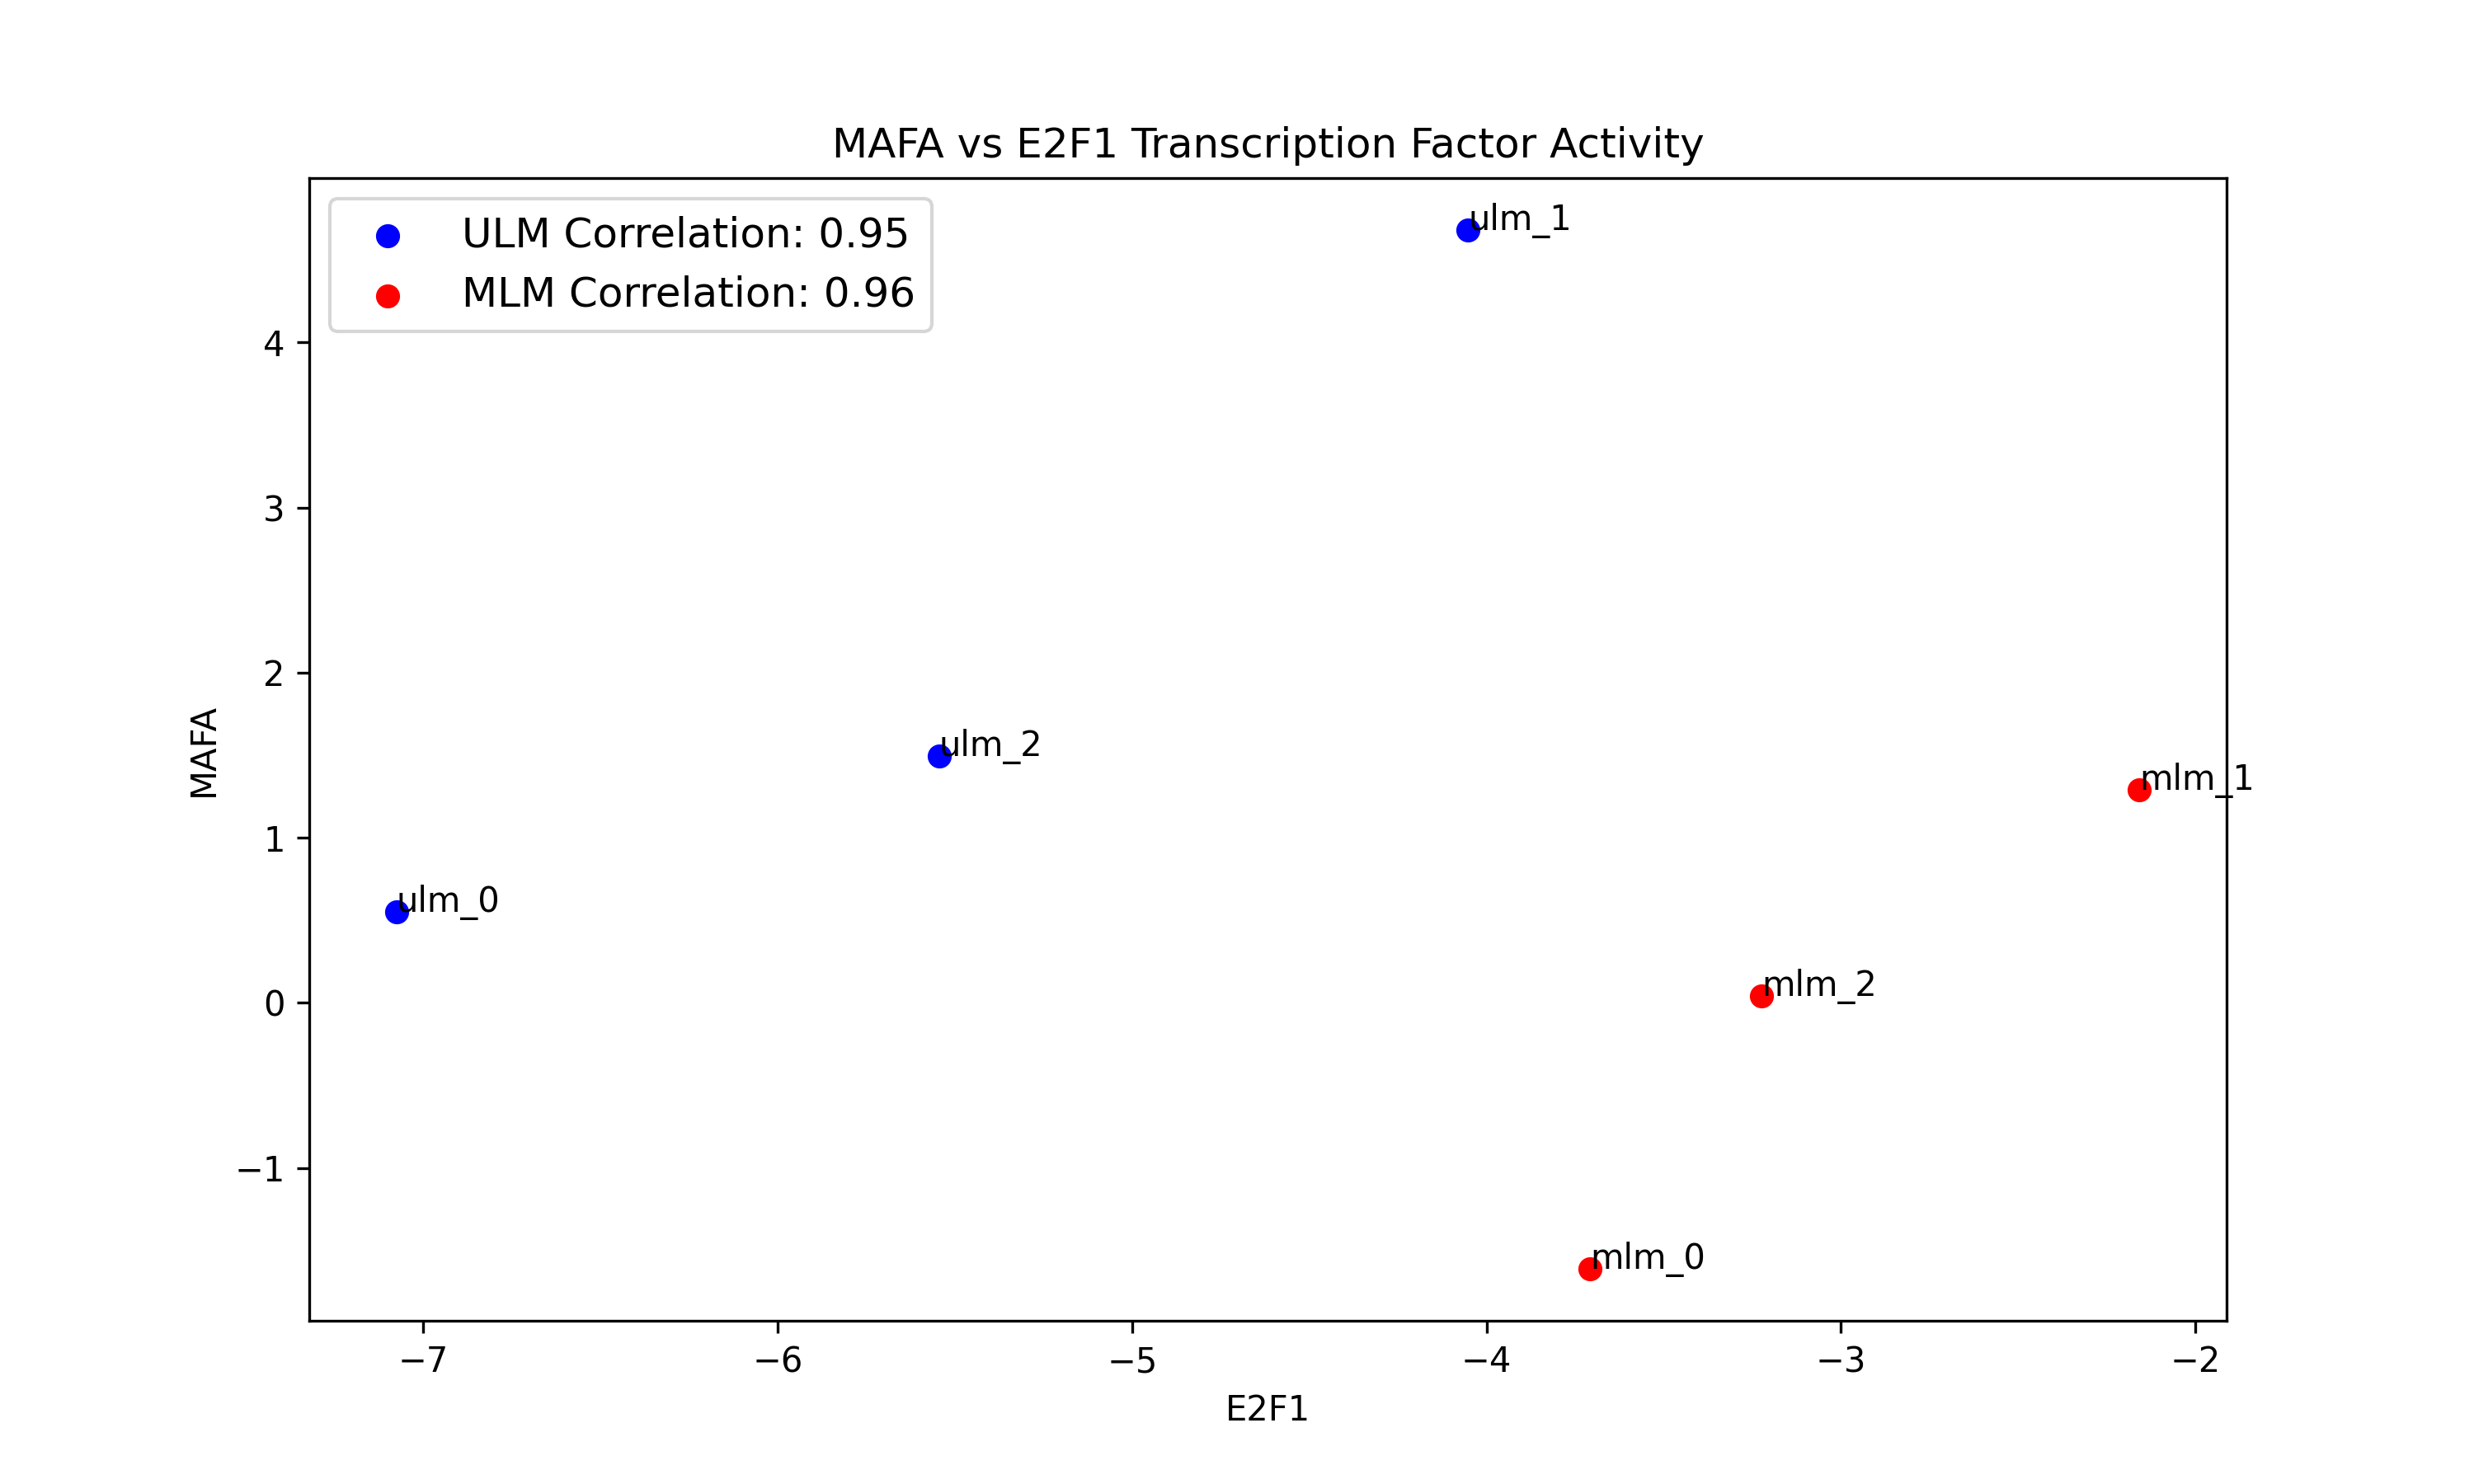 MAFA vs E2F1 Transcription Factor Activity
ULM Correlation: 0.95
MLM Correlation: 0.96
ulm_1
4
3
2
ulm_2
MAFA
mlm_1
1
ulm_0
mlm_2
0
−1
mlm_0
−7 −6 −5 −4 −3 −2
E2F1